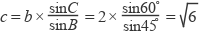 c = b × sinC/sinB = 2 × sin60°/sin45° = √6